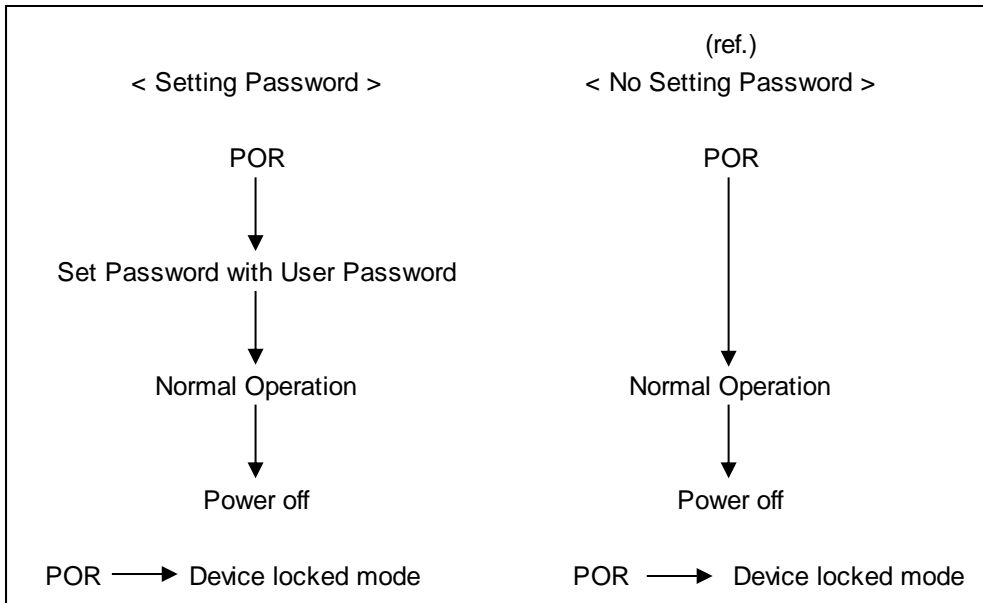 (ref.)
< Setting Password >
< No Setting Password >
POR
POR
Set Password with User Password
Normal Operation
Normal Operation
Power off
Power off
POR Device locked mode
POR Device locked mode